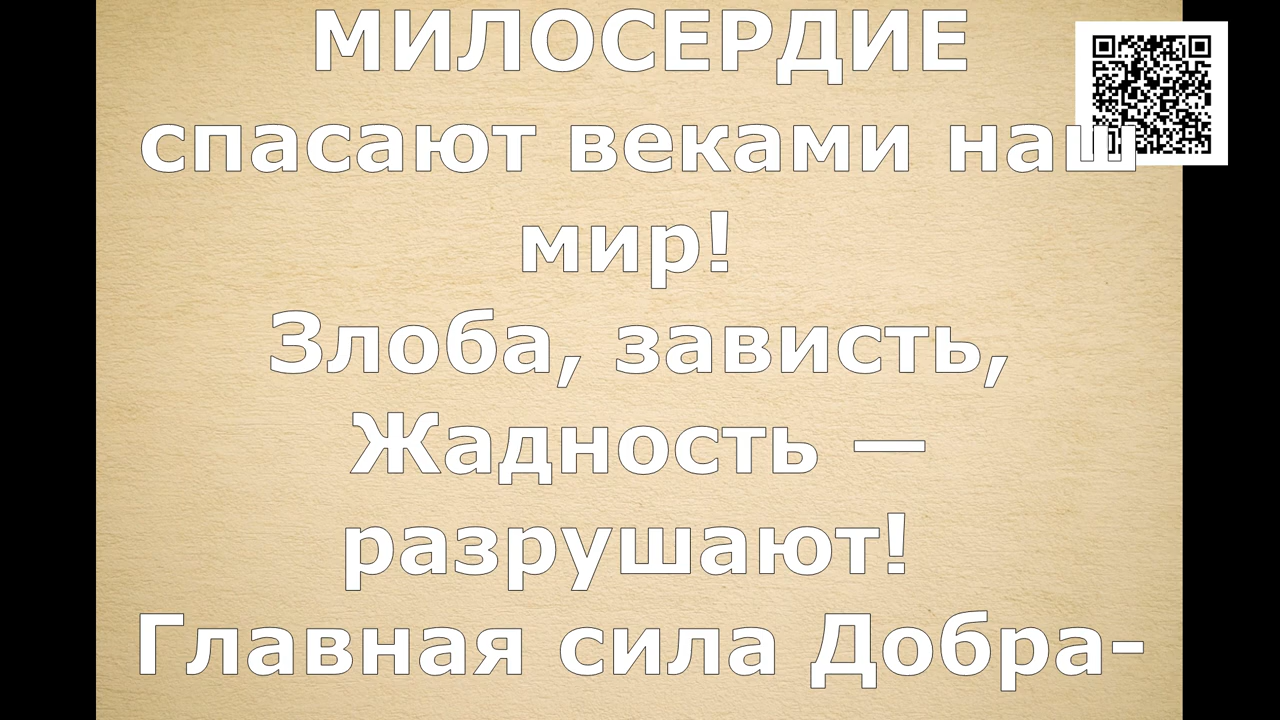 МИЛОСЕРДИЕ
спасают веками наш
мир!
Злоба, зависть,
Жадность —
разрушают!
Главная сила Добра-